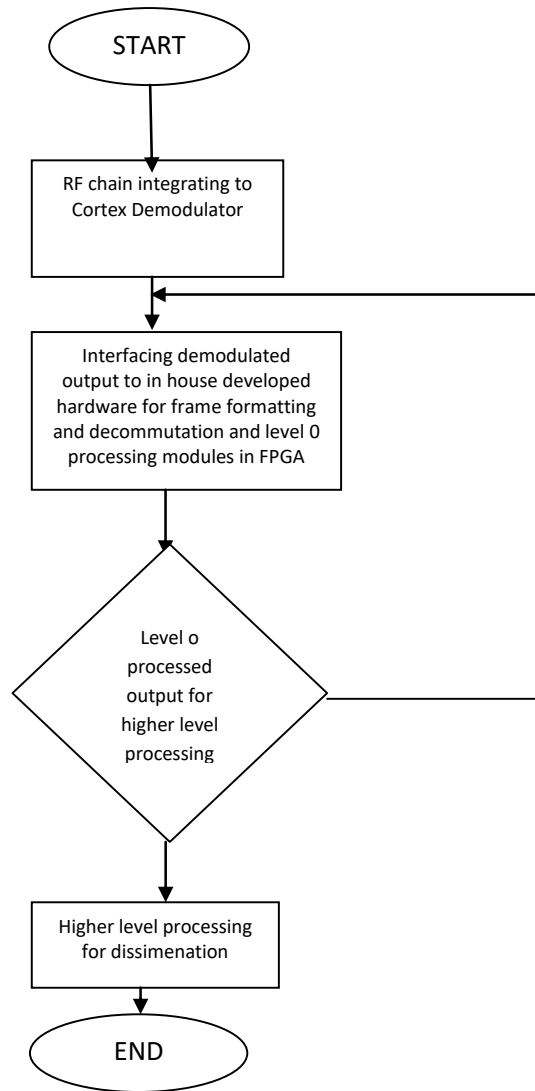 START
RF chain integrating to
Cortex Demodulator
Interfacing demodulated
output to in house developed
hardware for frame formatting
and decommutation and level 0
processing modules in FPGA
Level o
processed
output for
higher level
processing
Higher level processing
for dissimenation
END